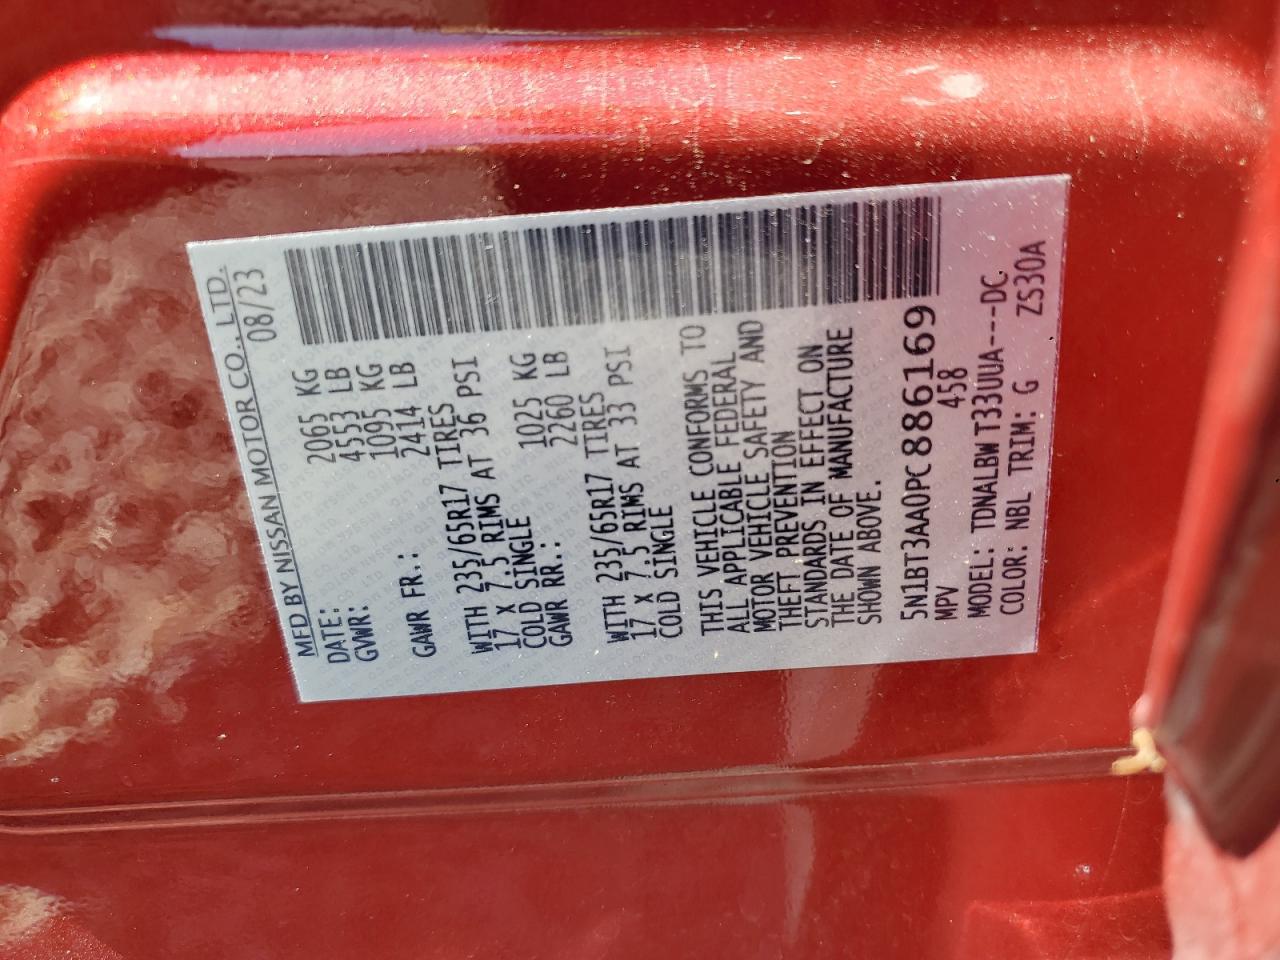 MFD BY NISSAN MOTOR CO., LTD.
DATE: 08/23
GVWR: 2065 KG
4553 LB
GAWR FR.: 1095 KG
2414 LB
WITH 235/65R17 TIRES
17 X 7.5 RIMS AT 36 PSI
COLD SINGLE
GAWR RR.: 1025 KG
2260 LB
WITH 235/65R17 TIRES
17 X 7.5 RIMS AT 33 PSI
COLD SINGLE
THIS VEHICLE CONFORMS TO
ALL APPLICABLE FEDERAL
MOTOR VEHICLE SAFETY AND
THEFT PREVENTION
STANDARDS IN EFFECT ON
THE DATE OF MANUFACTURE
SHOWN ABOVE.
5N1BT3AA0PC886169
MPV 458
MODEL: TDNALBW T33UUA---DC
COLOR: NBL TRIM: G ZS30A